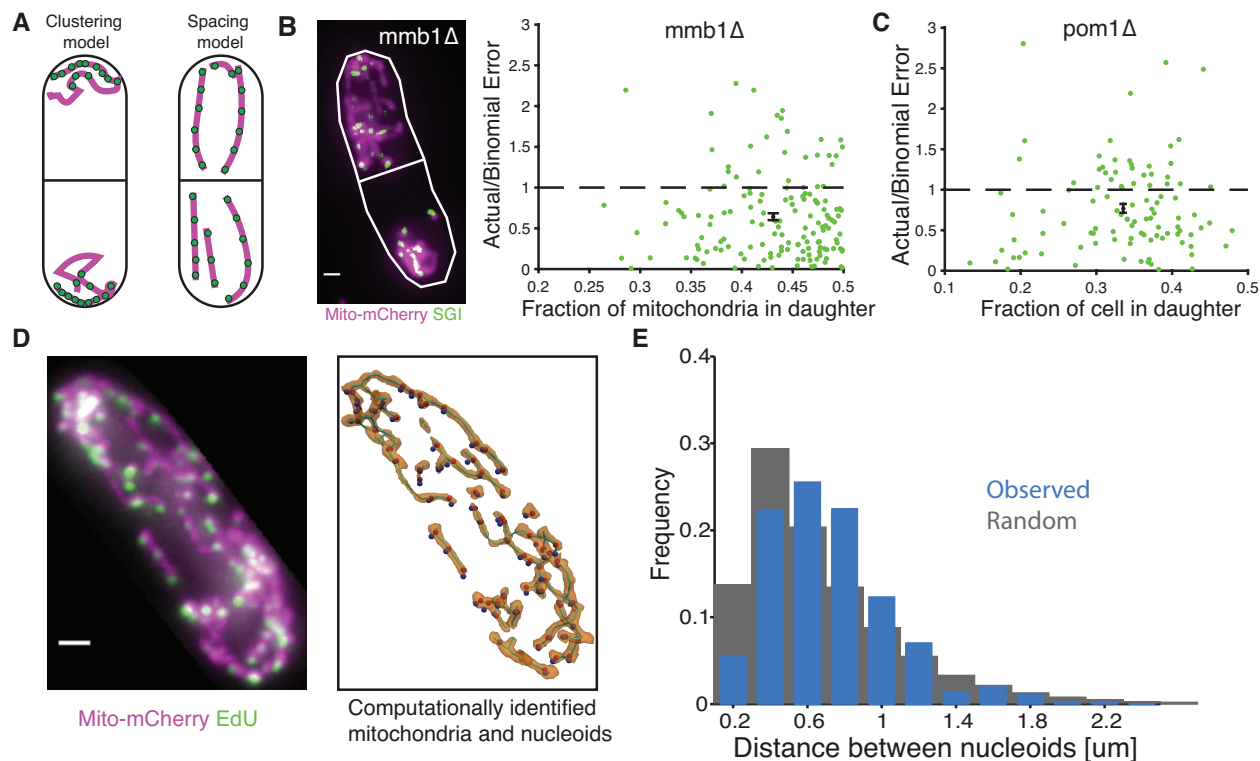 A
Clustering
model
Spacing
model
B
mmb1Δ
Mito-mCherry SGI
mmb1Δ
Actual/Binomial Error
3
2.5
2
1.5
1
0.5
0
0.2
0.25
0.3
0.35
0.4
0.45
0.5
Fraction of mitochondria in daughter
C
pom1Δ
Actual/Binomial Error
3
2.5
2
1.5
1
0.5
0
0.1
0.2
0.3
0.4
0.5
Fraction of cell in daughter
D
Mito-mCherry EdU
Computationally identified
mitochondria and nucleoids
E
Frequency
0.4
0.3
0.2
0.1
0
Observed
Random
0.2
0.6
1
1.4
1.8
2.2
Distance between nucleoids [um]